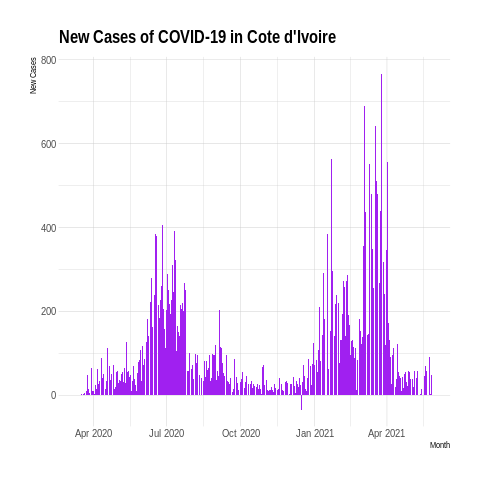 New Cases of COVID-19 in Cote d'Ivoire
New Cases
800
600
400
200
0
Apr 2020 Jul 2020 Oct 2020 Jan 2021 Apr 2021
Month